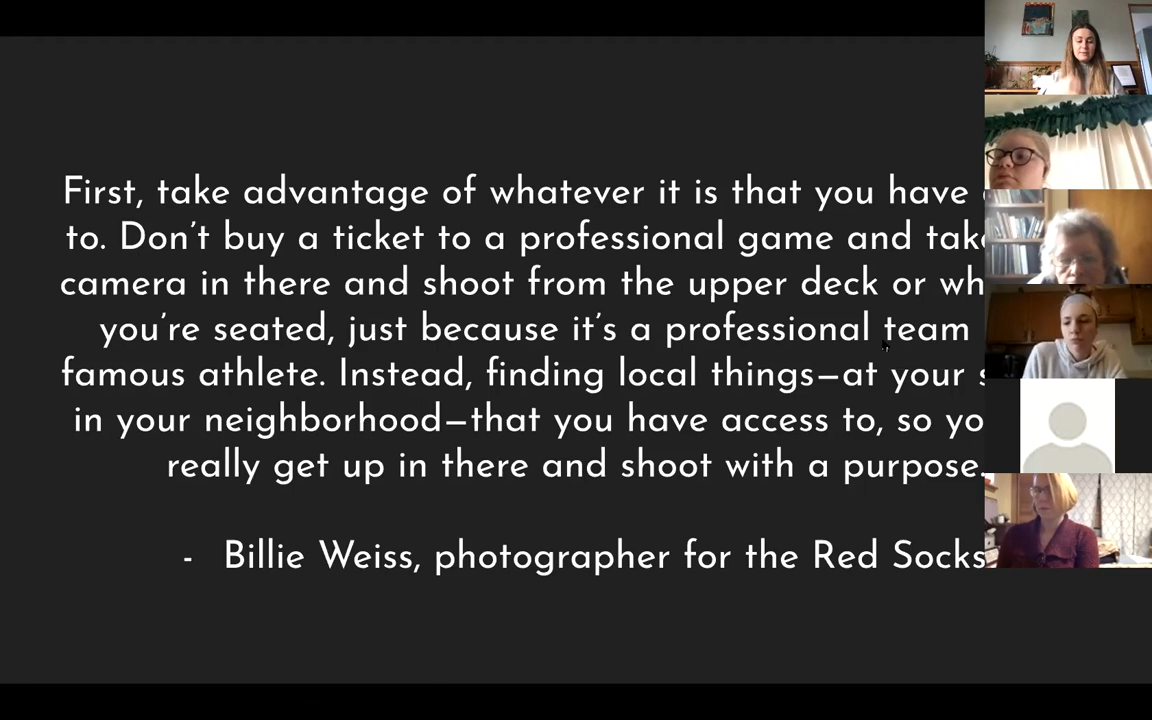 First, take advantage of whatever it is that you have
to. Don't buy a ticket to a professional game and take
camera in there and shoot from the upper deck or
you're seated, just because it's a professional team
famous athlete. Instead, finding local things—at your
in your neighborhood—that you have access to, so
really get up in there and shoot with a purpose.
- Billie Weiss, photographer for the Red Socks